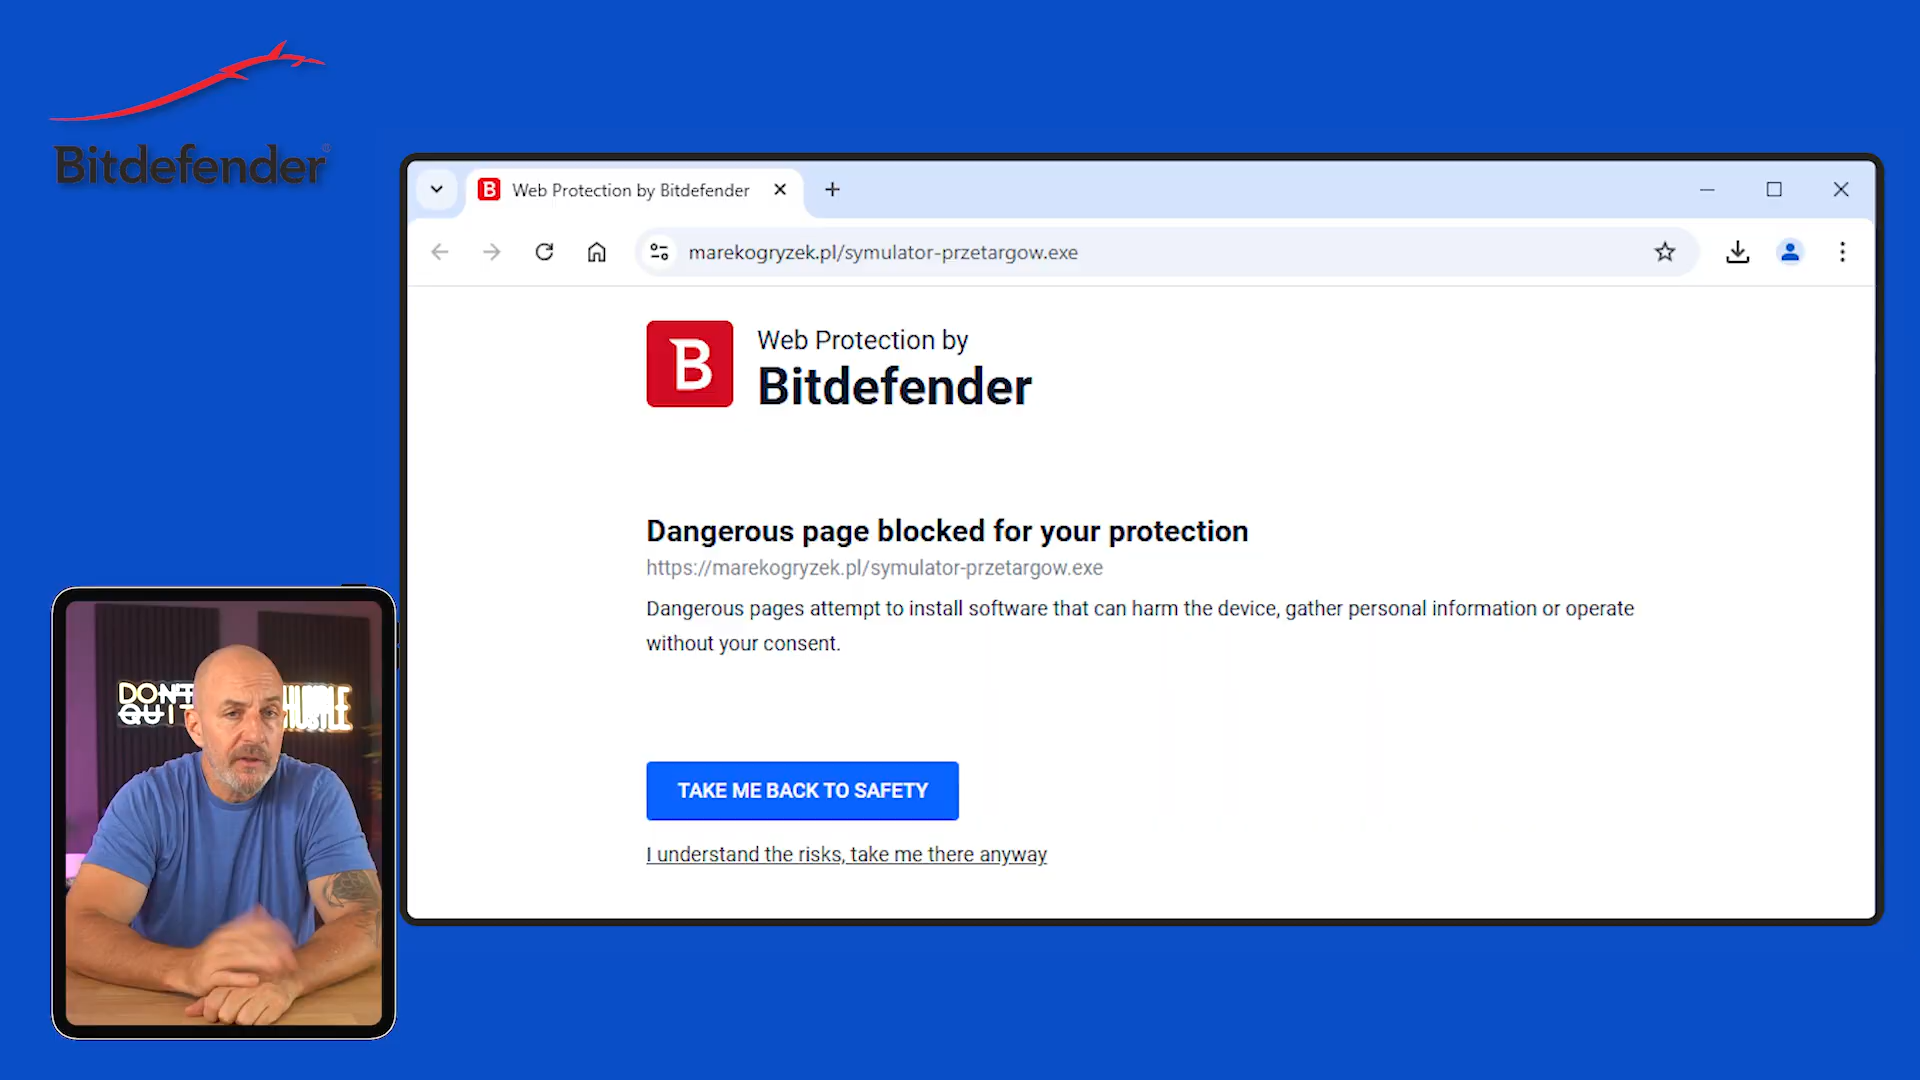 Bitdefender®
Web Protection by Bitdefender
marekogryzek.pl/symulator-przetargow.exe
B
Web Protection by
Bitdefender
Dangerous page blocked for your protection
https://marekogryzek.pl/symulator-przetargow.exe
Dangerous pages attempt to install software that can harm the device, gather personal information or operate
without your consent.
TAKE ME BACK TO SAFETY
I understand the risks, take me there anyway
DON'T
QUIT
HUSTLE